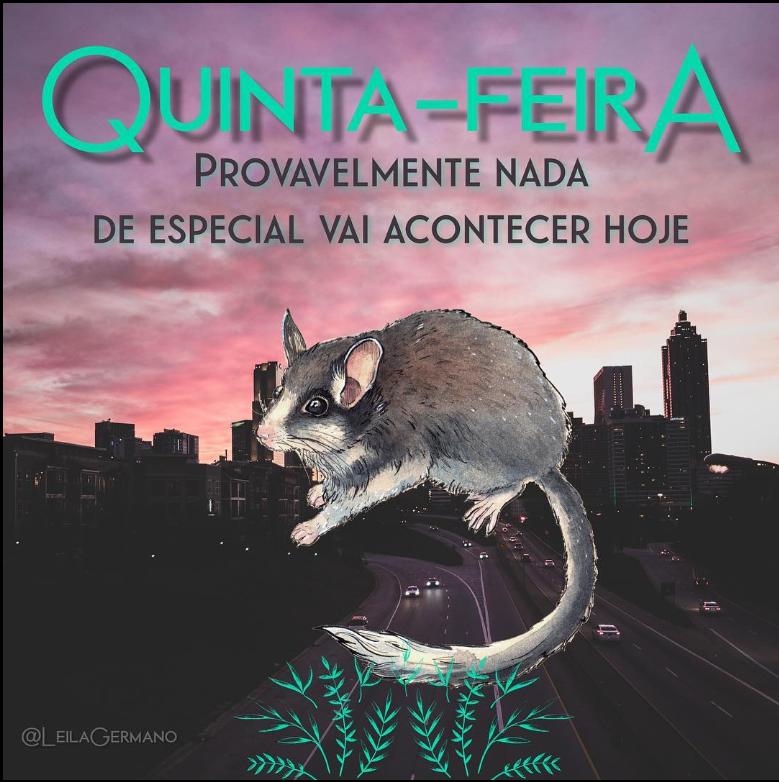 QUINTA-FEIRA
PROVAVELMENTE NADA
DE ESPECIAL VAI ACONTECER HOJE
@LEILAGERMANO